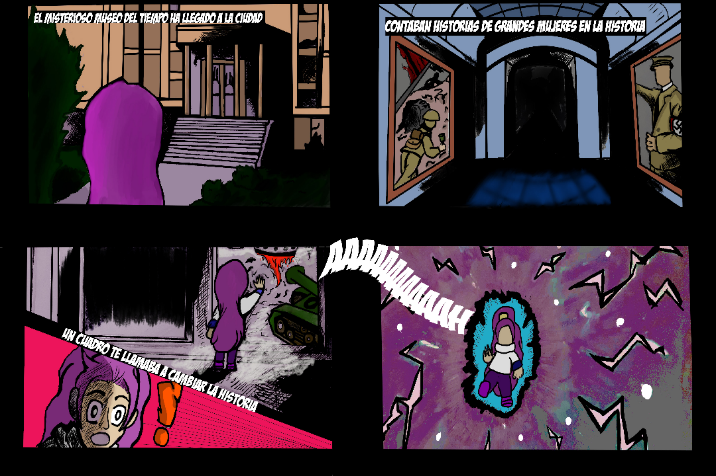 EL MISTERIOSO MUSEO DEL TIEMPO HA LLEGADO A LA CIUDAD
CONTABAN HISTORIAS DE GRANDES MUJERES EN LA HISTORIA
UN CUADRO TE LLAMABA A CAMBIAR LA HISTORIA
!
AAAAAHHHHHAAAH